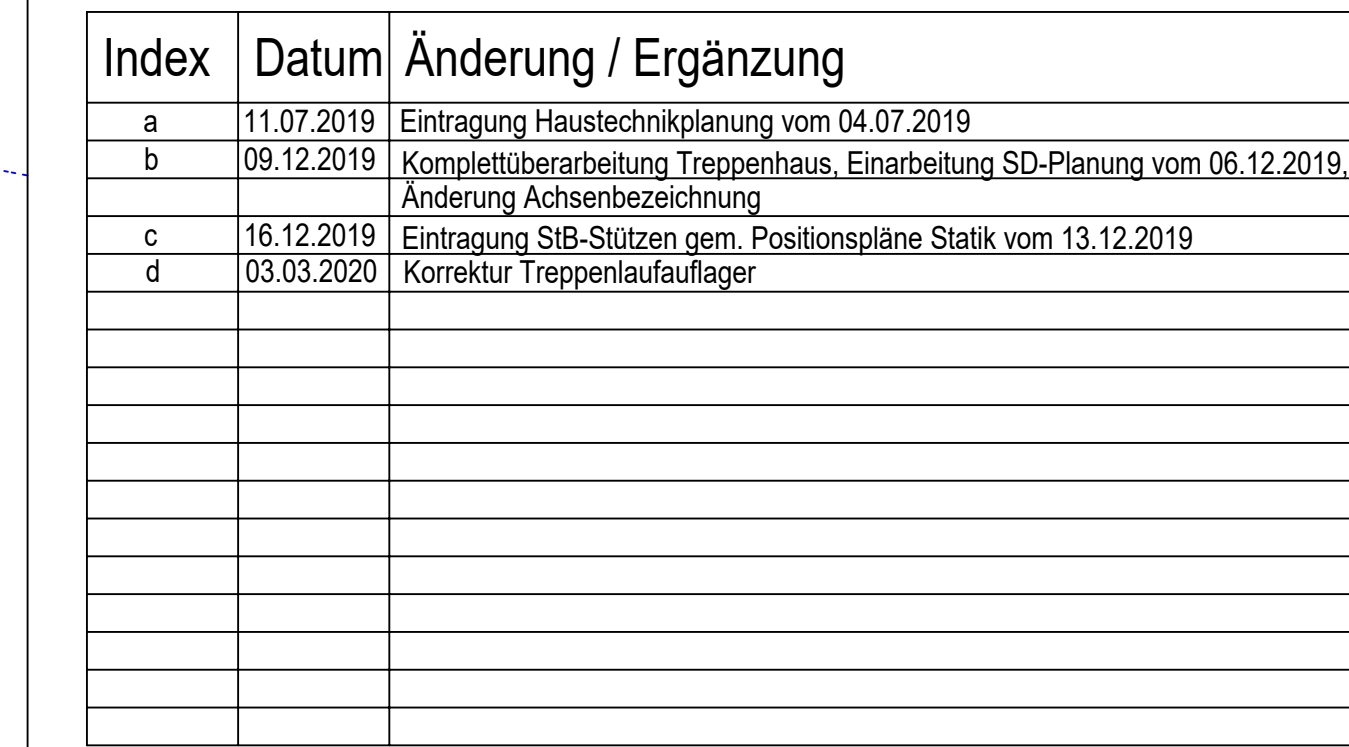 Index Datum Änderung / Ergänzung
a 11.07.2019 Eintragung Haustechnikplanung vom 04.07.2019
b 09.12.2019 Komplettüberarbeitung Treppenhaus, Einarbeitung SD-Planung vom 06.12.2019,
Änderung Achsenbezeichnung
c 16.12.2019 Eintragung StB-Stützen gem. Positionspläne Statik vom 13.12.2019
d 03.03.2020 Korrektur Treppenlaufauflager